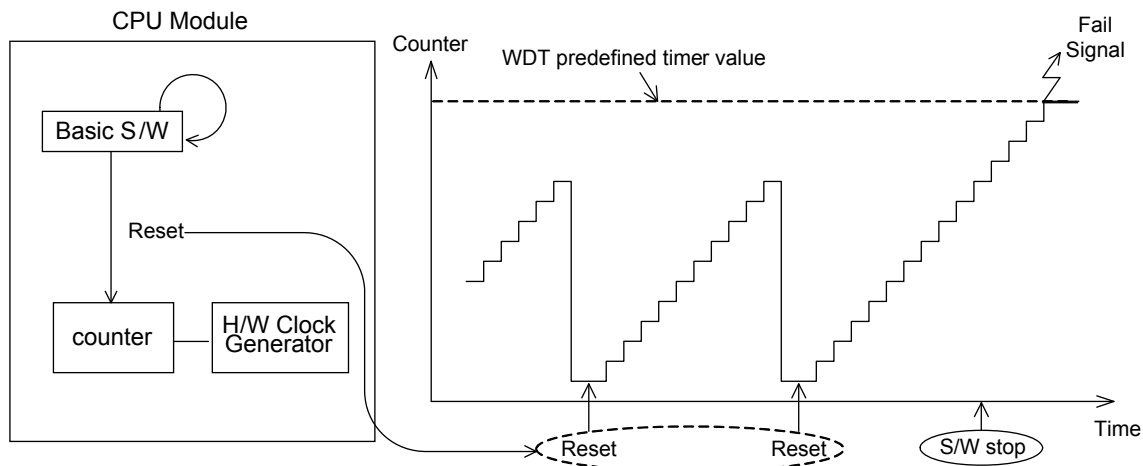 CPU Module
Basic S/W
Reset
counter
H/W Clock
Generator
Counter
WDT predefined timer value
Fail
Signal
Reset
Reset
S/W stop
Time